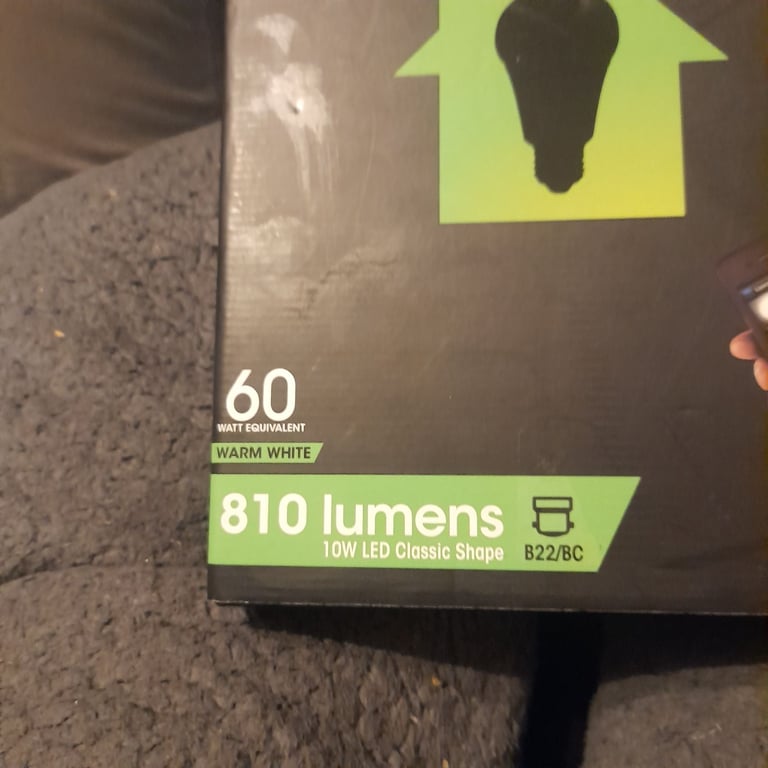 60
WATT EQUIVALENT
WARM WHITE
810 lumens
10W LED Classic Shape
B22/BC